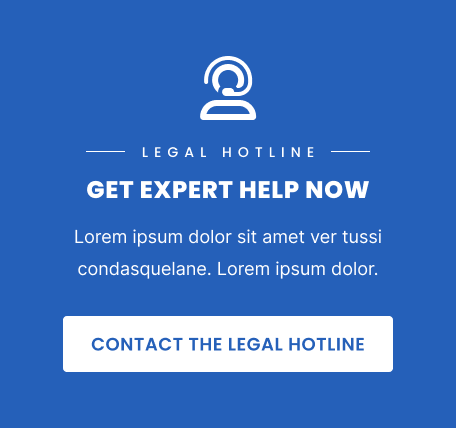 LEGAL HOTLINE
GET EXPERT HELP NOW
Lorem ipsum dolor sit amet ver tussi
condasquelane. Lorem ipsum dolor.
CONTACT THE LEGAL HOTLINE